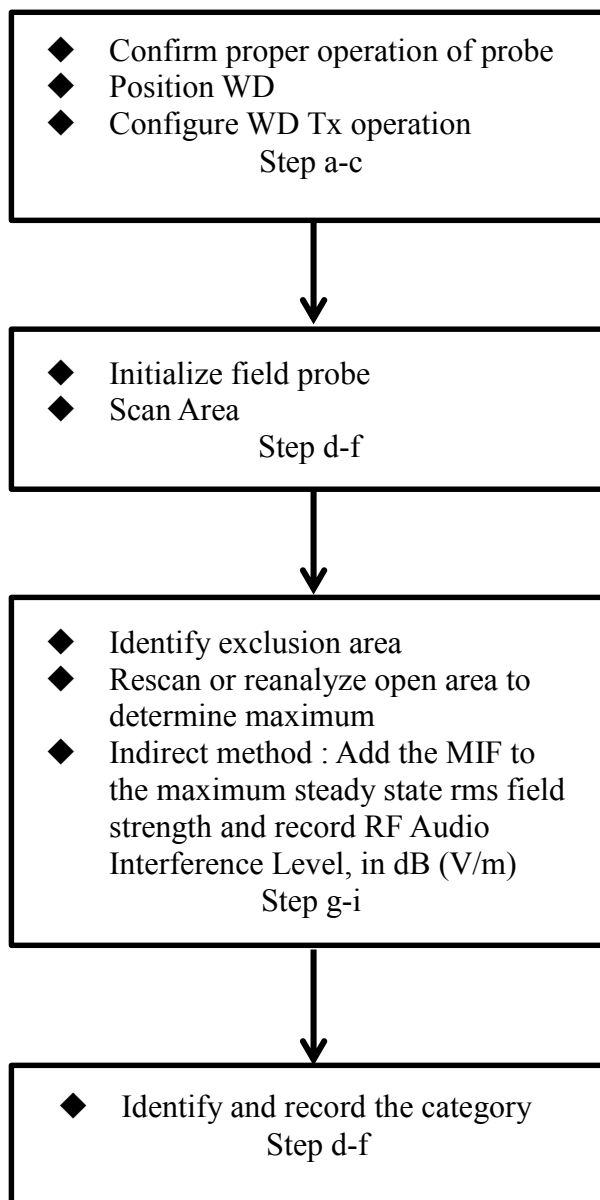 ◆ Confirm proper operation of probe
◆ Position WD
◆ Configure WD Tx operation
Step a-c
◆ Initialize field probe
◆ Scan Area
Step d-f
◆ Identify exclusion area
◆ Rescan or reanalyze open area to
determine maximum
◆ Indirect method : Add the MIF to
the maximum steady state rms field
strength and record RF Audio
Interference Level, in dB (V/m)
Step g-i
◆ Identify and record the category
Step d-f